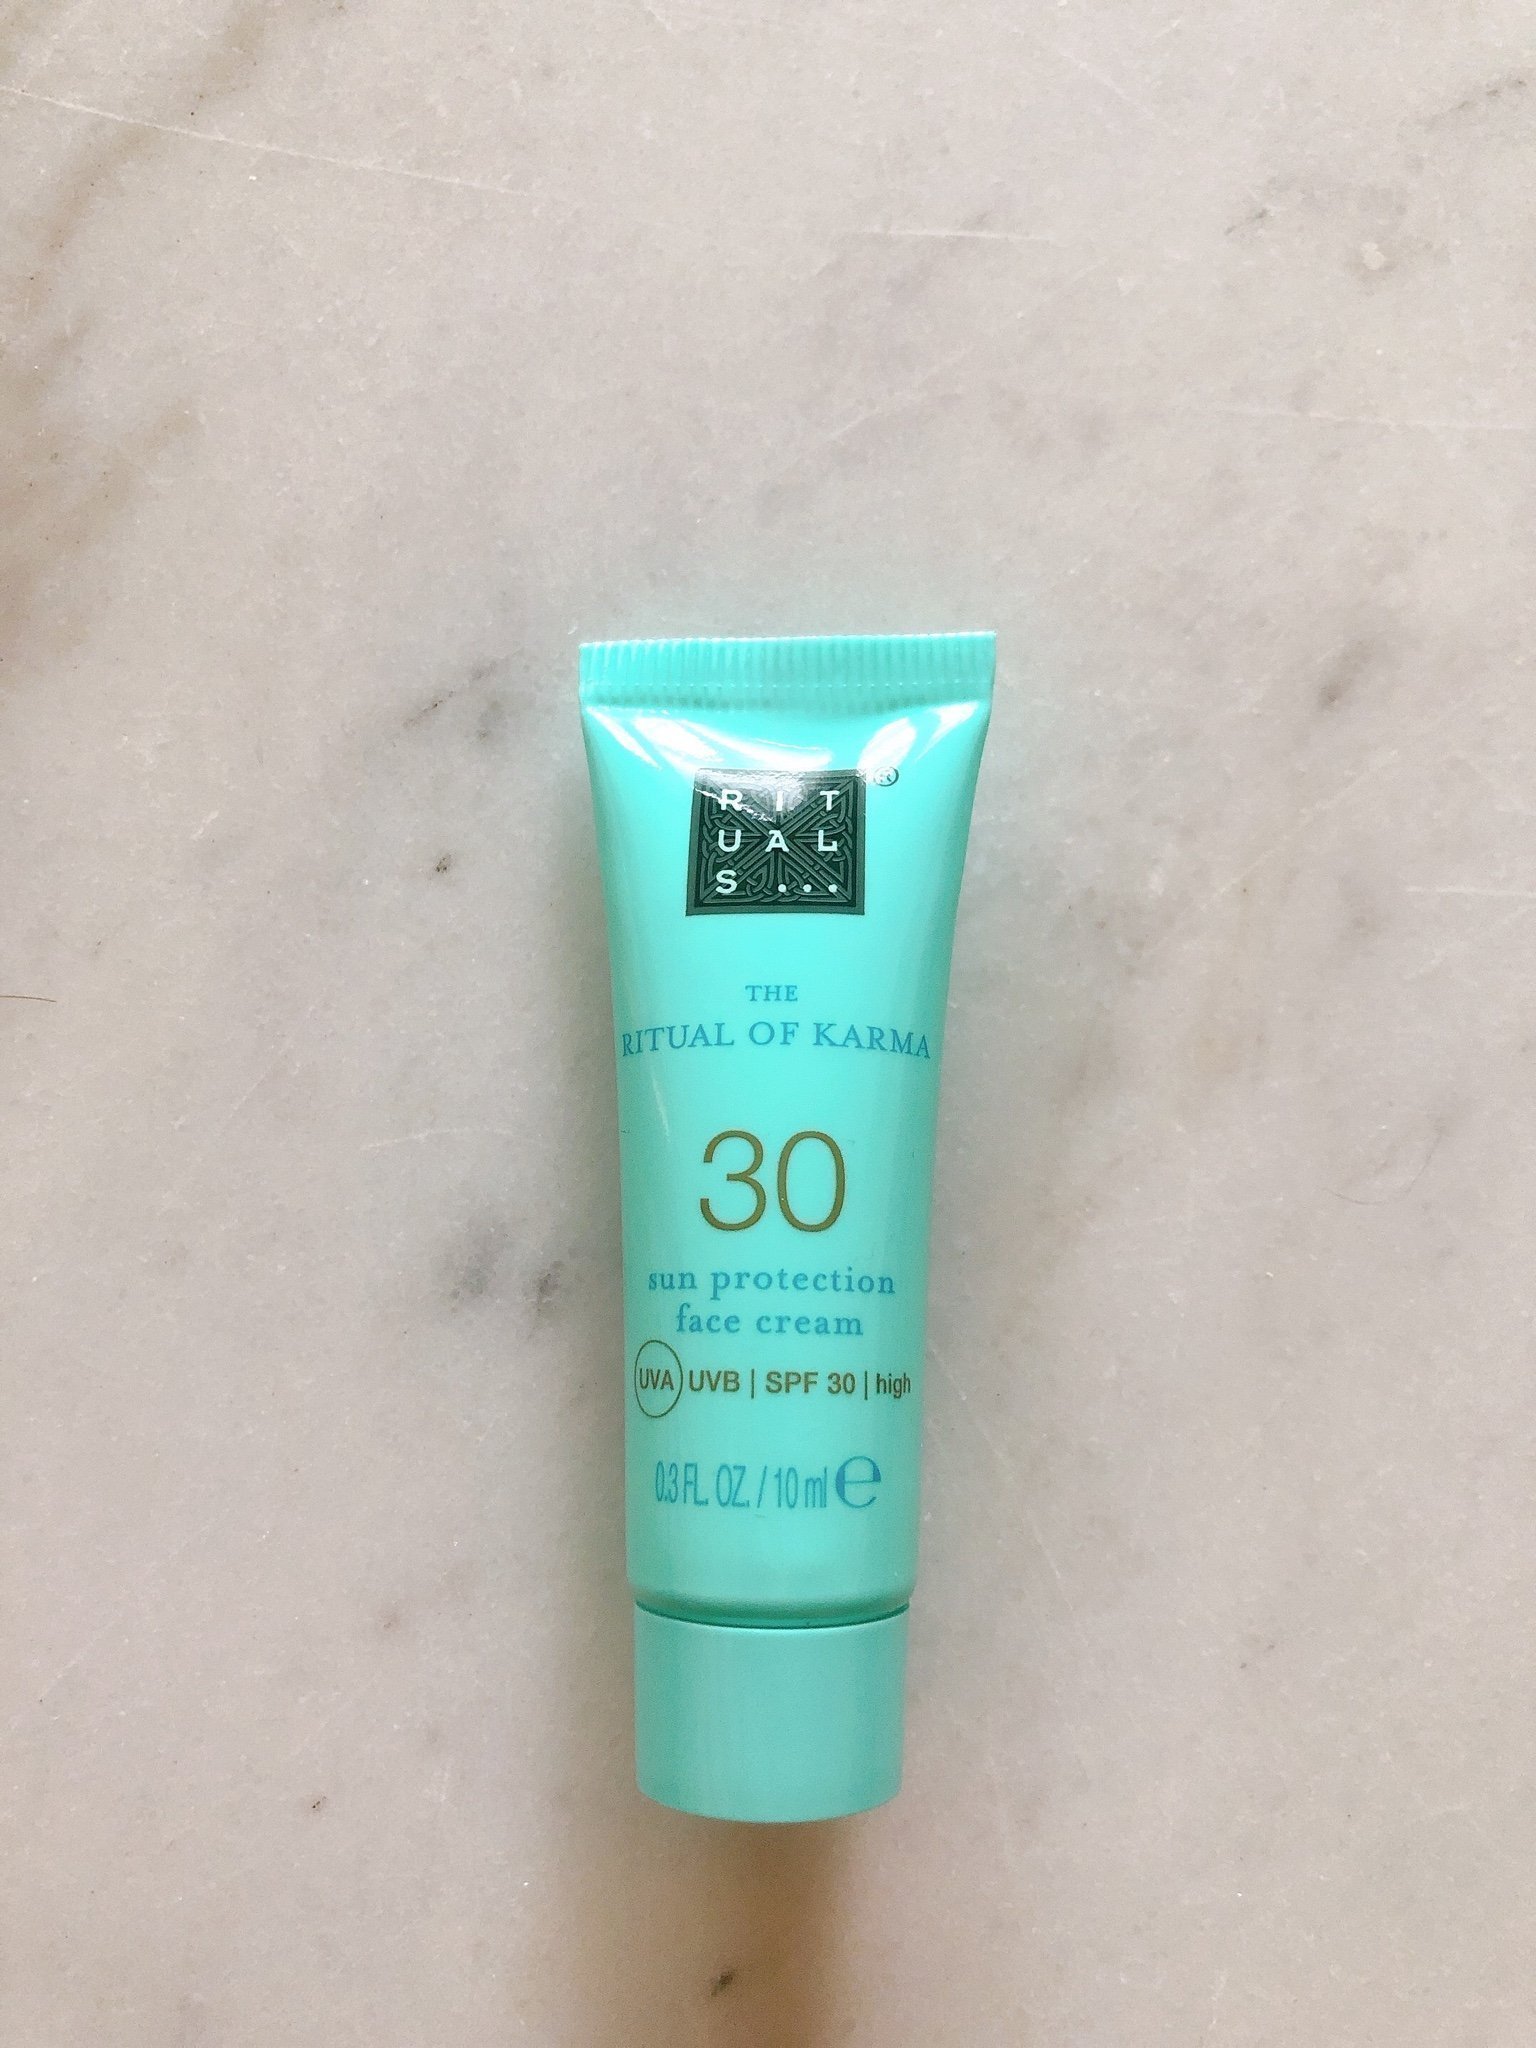 RIT
UAL
S...
®
THE
RITUAL OF KARMA
30
sun protection
face cream
UVA UVB | SPF 30 | high
0.3 FL. OZ. / 10 ml e